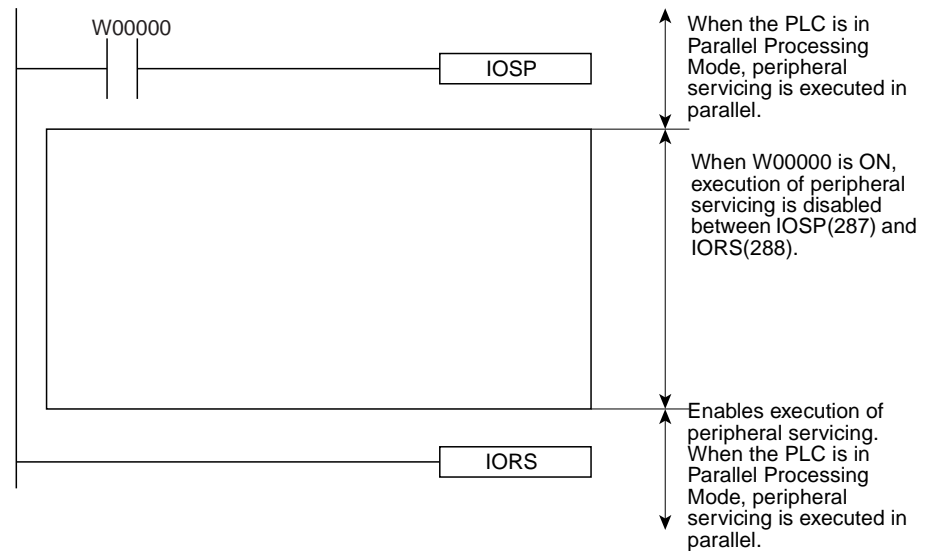 W00000
IOSP
When the PLC is in
Parallel Processing
Mode, peripheral
servicing is executed in
parallel.
When W00000 is ON,
execution of peripheral
servicing is disabled
between IOSP(287) and
IORS(288).
IORS
Enables execution of
peripheral servicing.
When the PLC is in
Parallel Processing
Mode, peripheral
servicing is executed in
parallel.